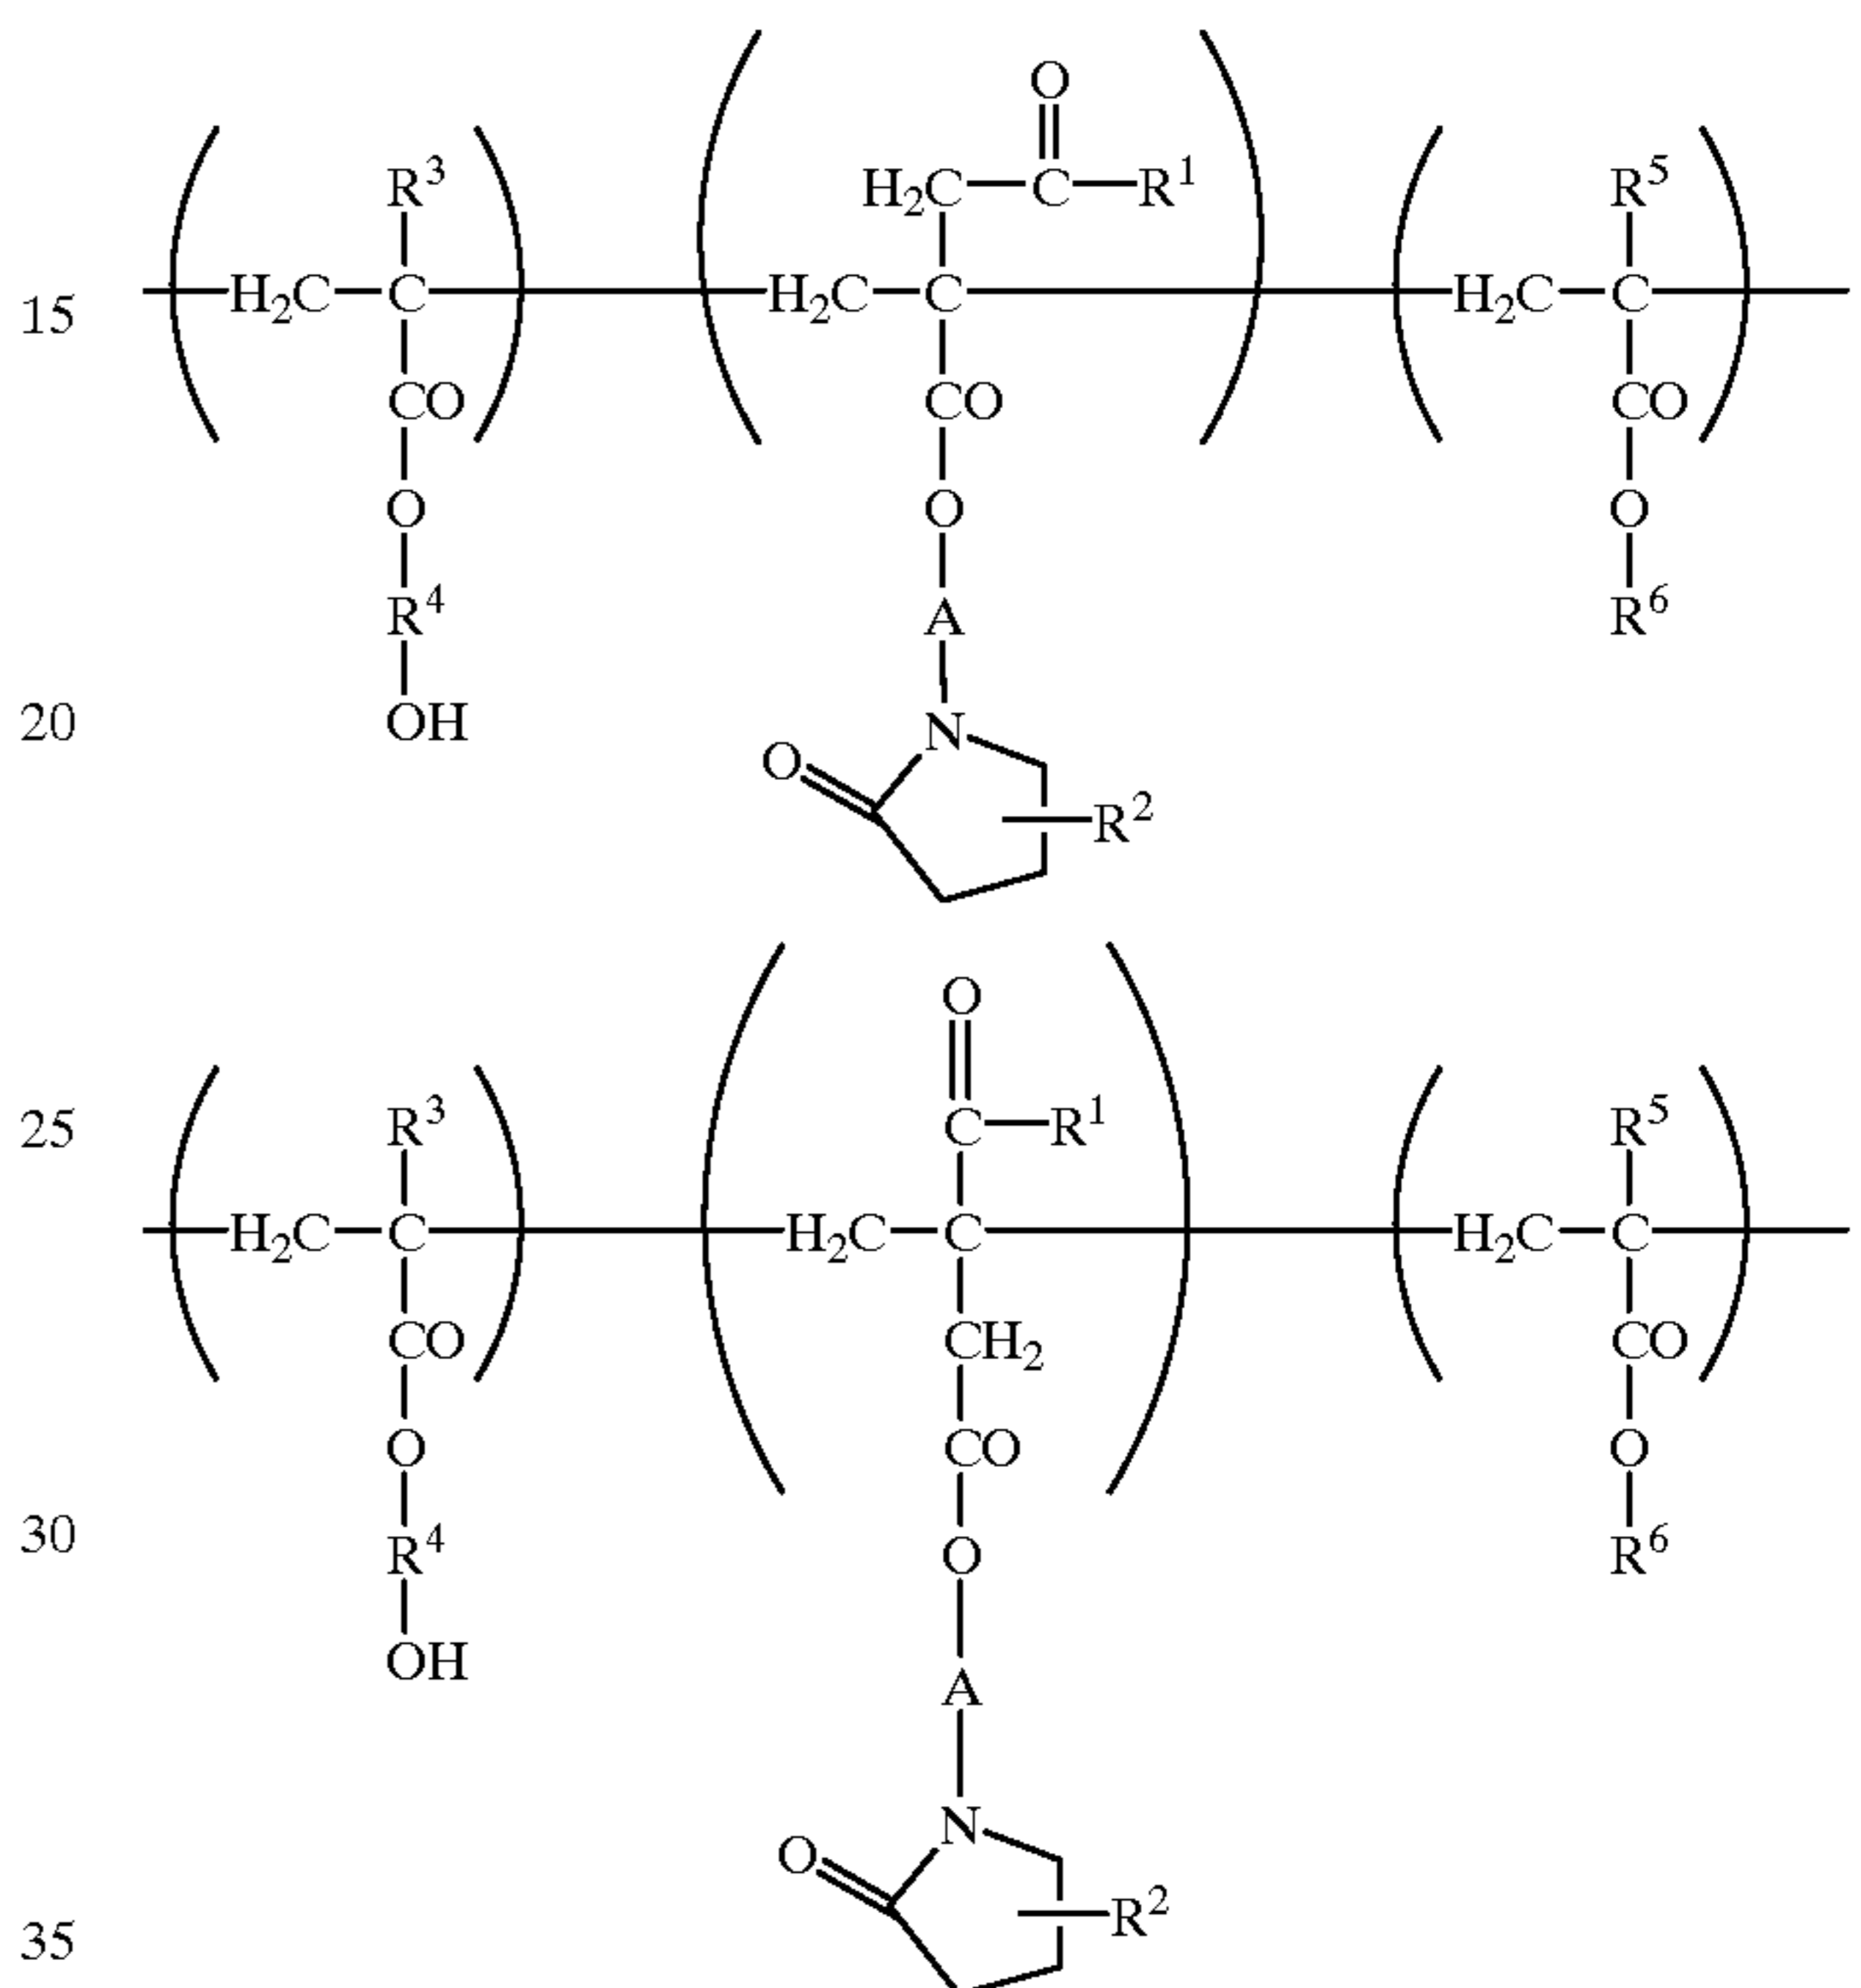 O
R³ H₂C C R¹ R⁵
15 H₂C C H₂C C H₂C C
CO CO CO
O O O
R⁴ A R⁶
20 OH N
O R²
O
25 R³ C R¹ R⁵
H₂C C H₂C C H₂C C
CO CH₂ CO
O CO O
30 R⁴ O R⁶
OH A
N
O
35 R²